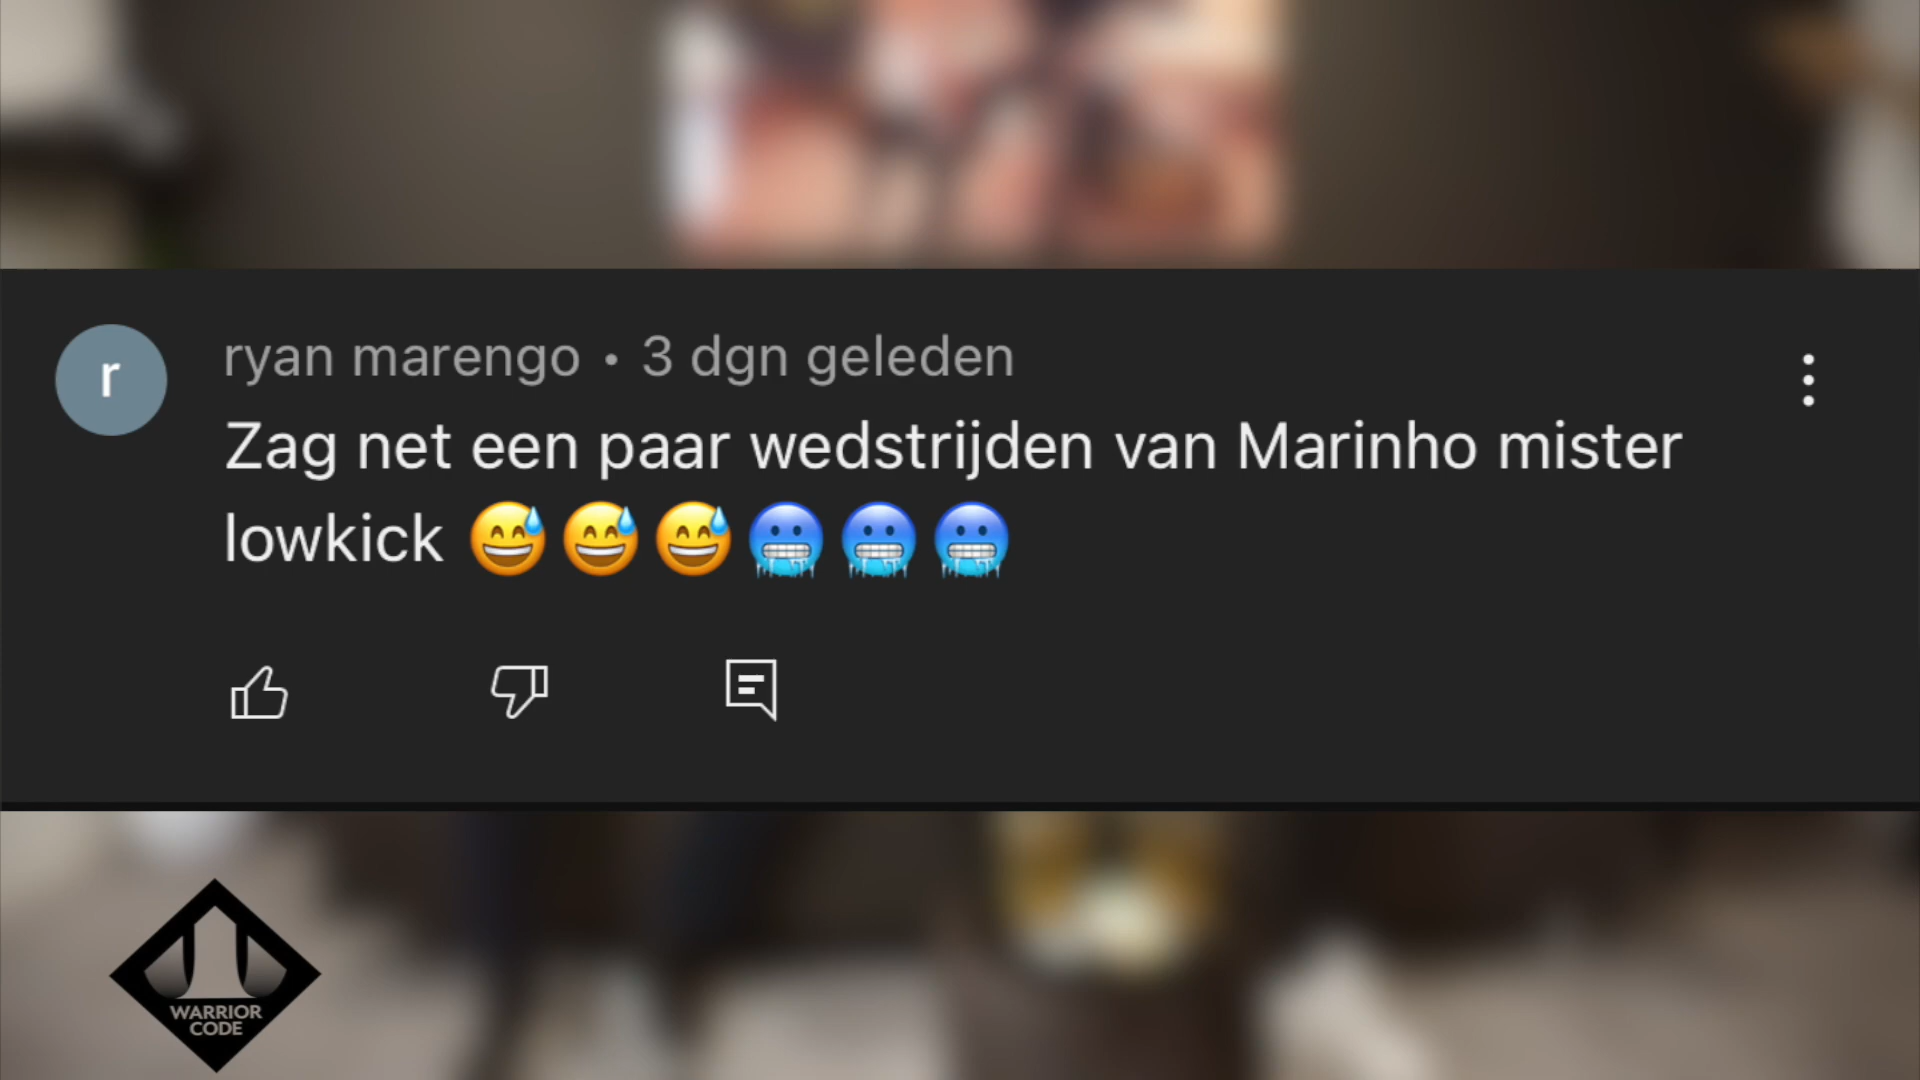 r
ryan marengo • 3 dgn geleden
Zag net een paar wedstrijden van Marinho mister
lowkick 😅😅😅🥶🥶🥶
WARRIOR
CODE